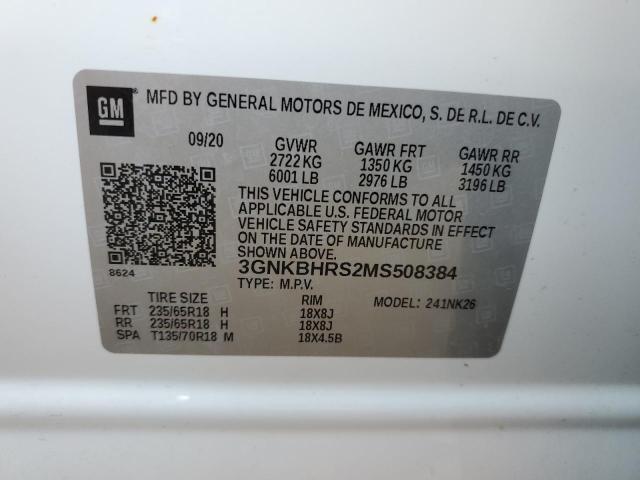 GM ® MFD BY GENERAL MOTORS DE MEXICO, S. DE R.L. DE C.V.
09/20 GVWR GAWR FRT GAWR RR
2722 KG 1350 KG 1450 KG
6001 LB 2976 LB 3196 LB
THIS VEHICLE CONFORMS TO ALL
APPLICABLE U.S. FEDERAL MOTOR
VEHICLE SAFETY STANDARDS IN EFFECT
ON THE DATE OF MANUFACTURE
SHOWN ABOVE.
8624 3GNKBHRS2MS508384
TYPE: M.P.V.
TIRE SIZE RIM MODEL: 241NK26
FRT 235/65R18 H 18X8J
RR 235/65R18 H 18X8J
SPA T135/70R18 M 18X4.5B